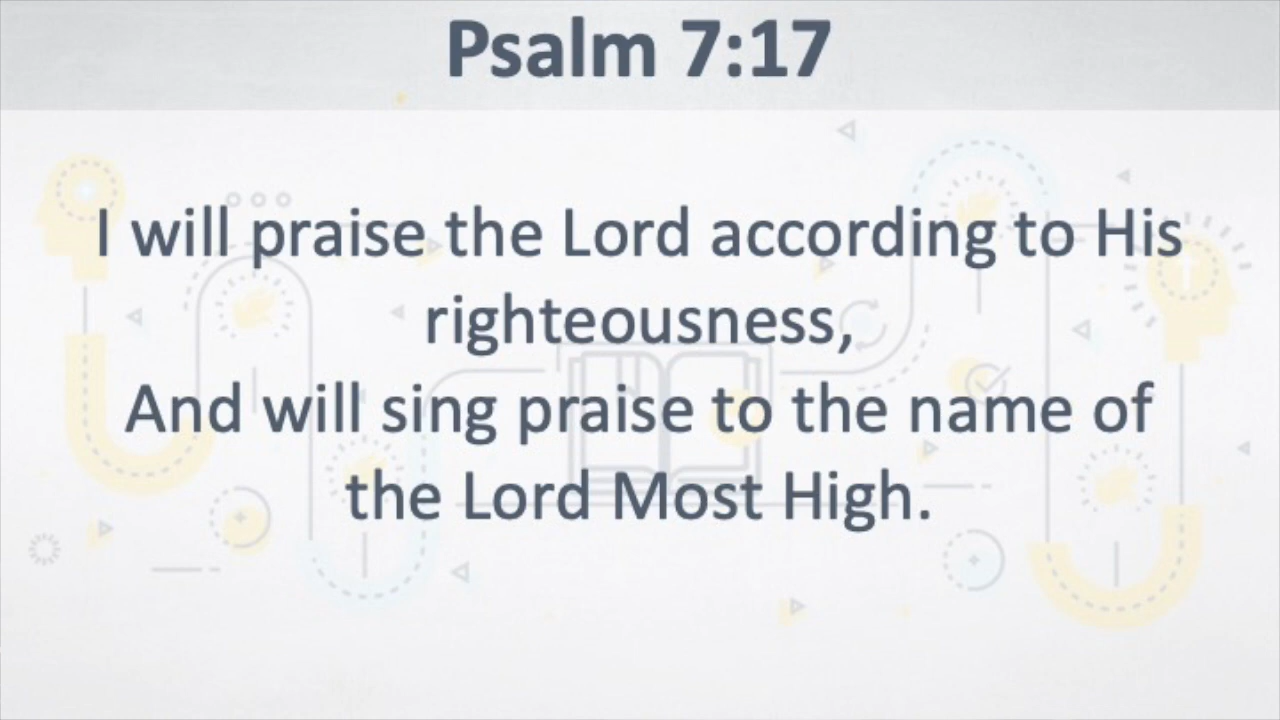 Psalm 7:17
I will praise the Lord according to His
righteousness,
And will sing praise to the name of
the Lord Most High.